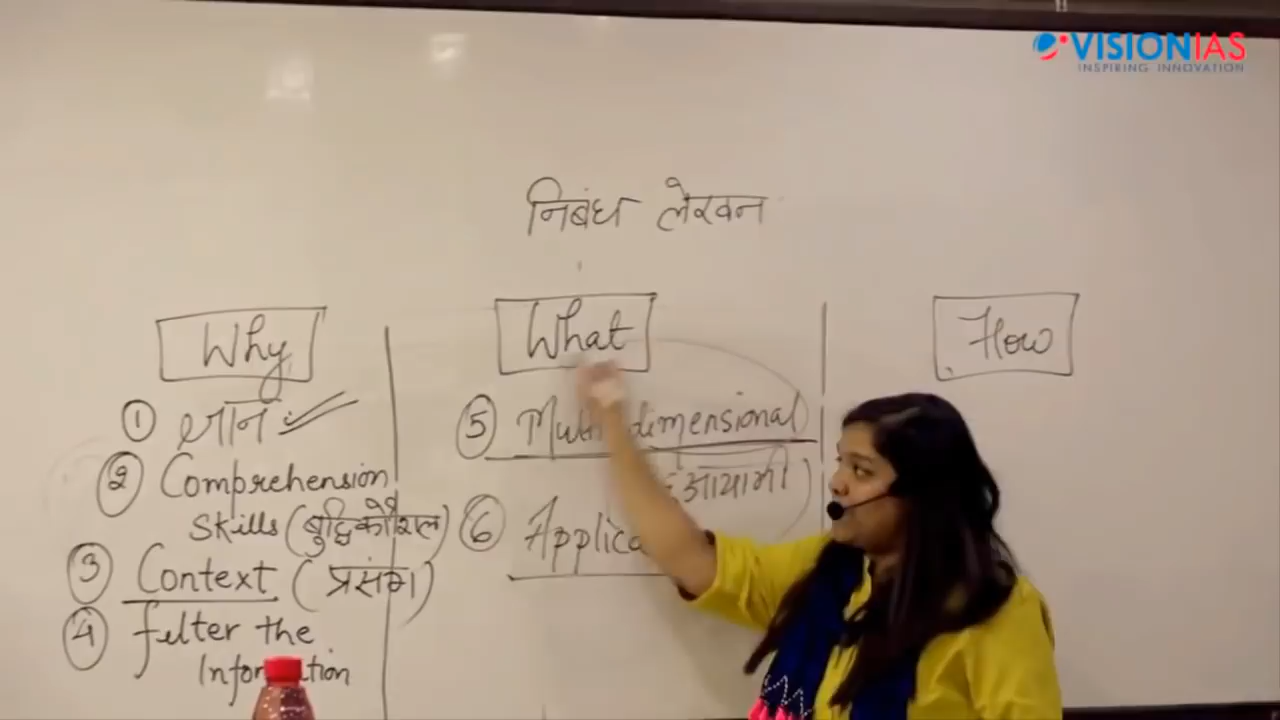 VISIONIAS
INSPIRING INNOVATION
निबंध लेखन
Why
① ज्ञान
② Comprehension
Skills (बुद्धिकौशल)
③ Context (प्रसंग)
④ filter the
What
⑤
आयामी)
⑥
How